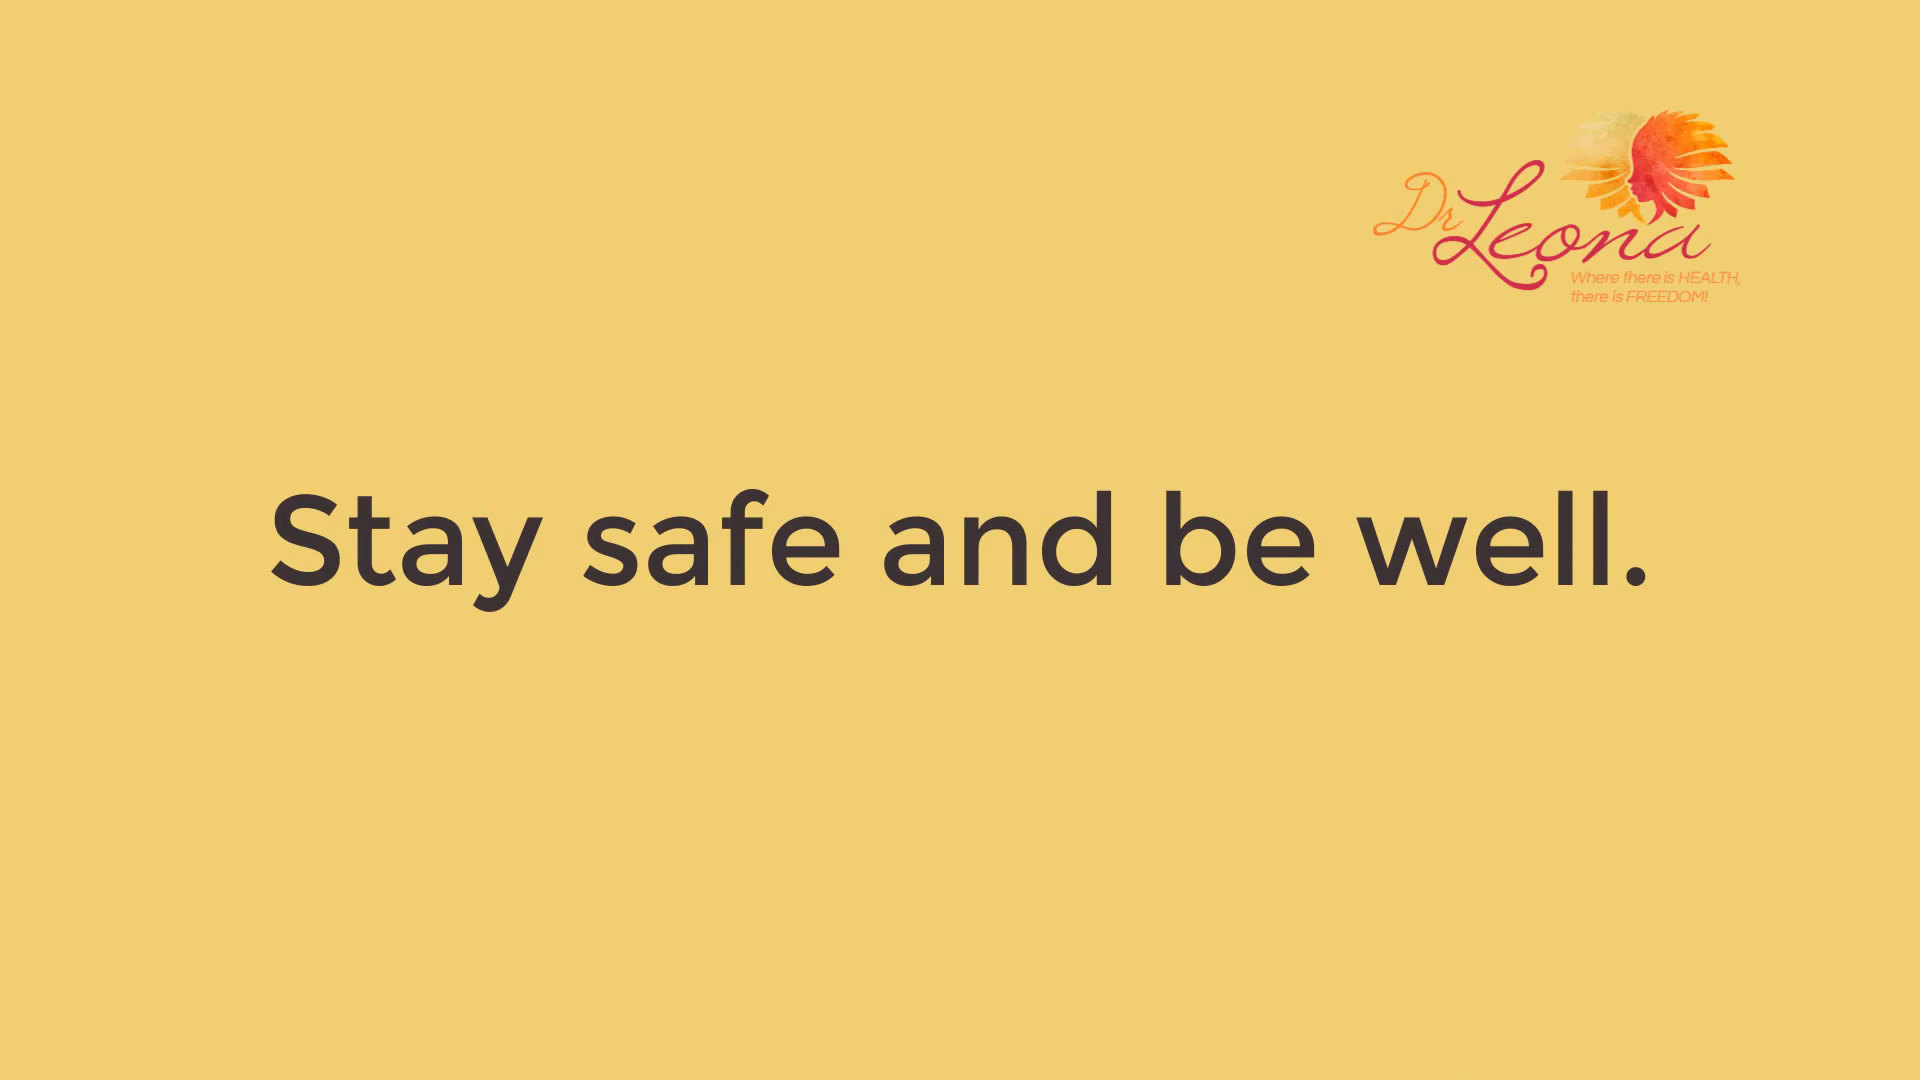 Dr Leona
Where there is HEALTH,
there is FREEDOM!
Stay safe and be well.